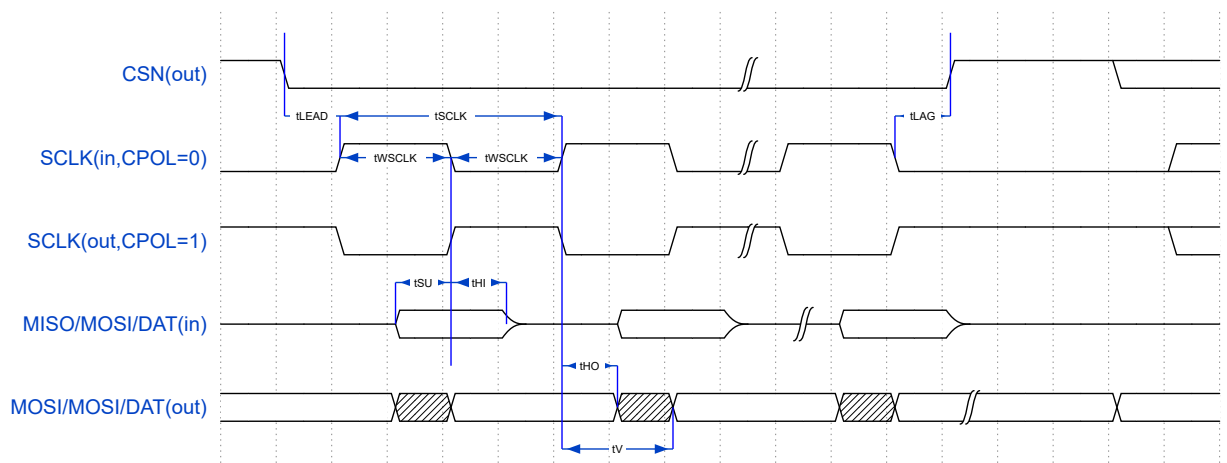 CSN(out)
tLEAD tSCLK tLAG
SCLK(in,CPOL=0) tWSCLK tWSCLK
SCLK(out,CPOL=1)
tSU tHI
MISO/MOSI/DAT(in)
tHO
MOSI/MOSI/DAT(out)
tV